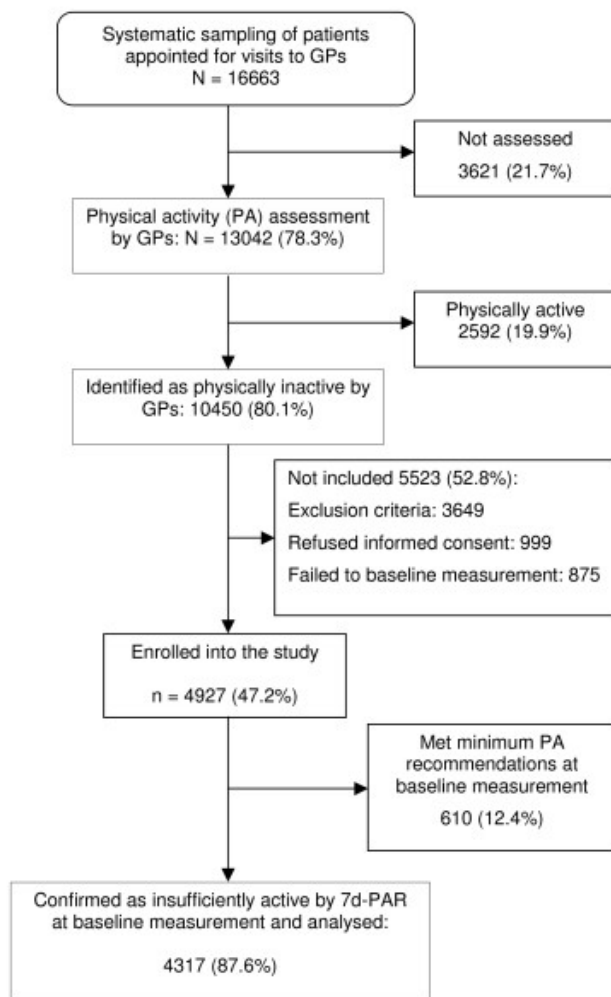 Systematic sampling of patients
appointed for visits to GPs
N = 16663
Not assessed
3621 (21.7%)
Physical activity (PA) assessment
by GPs: N = 13042 (78.3%)
Physically active
2592 (19.9%)
Identified as physically inactive by
GPs: 10450 (80.1%)
Not included 5523 (52.8%):
Exclusion criteria: 3649
Refused informed consent: 999
Failed to baseline measurement: 875
Enrolled into the study
n = 4927 (47.2%)
Met minimum PA
recommendations at
baseline measurement
610 (12.4%)
Confirmed as insufficiently active by 7d-PAR
at baseline measurement and analysed:
4317 (87.6%)